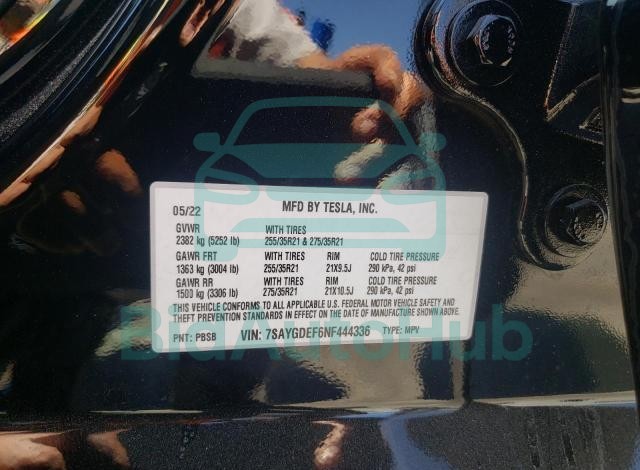 05/22 MFD BY TESLA, INC.
GVWR WITH TIRES
2382 kg (5252 lb) 255/35R21 & 275/35R21
GAWR FRT WITH TIRES RIM COLD TIRE PRESSURE
1363 kg (3004 lb) 255/35R21 21X9.5J 290 kPa, 42 psi
GAWR RR WITH TIRES RIM COLD TIRE PRESSURE
1500 kg (3306 lb) 275/35R21 21X10.5J 290 kPa, 42 psi
THIS VEHICLE CONFORMS TO ALL APPLICABLE U.S. FEDERAL MOTOR VEHICLE SAFETY AND
THEFT PREVENTION STANDARDS IN EFFECT ON THE DATE OF MANUFACTURE SHOWN ABOVE.
PNT: PBSB VIN: 7SAYGDEF6NF444336 TYPE: MPV
BidAutoHub